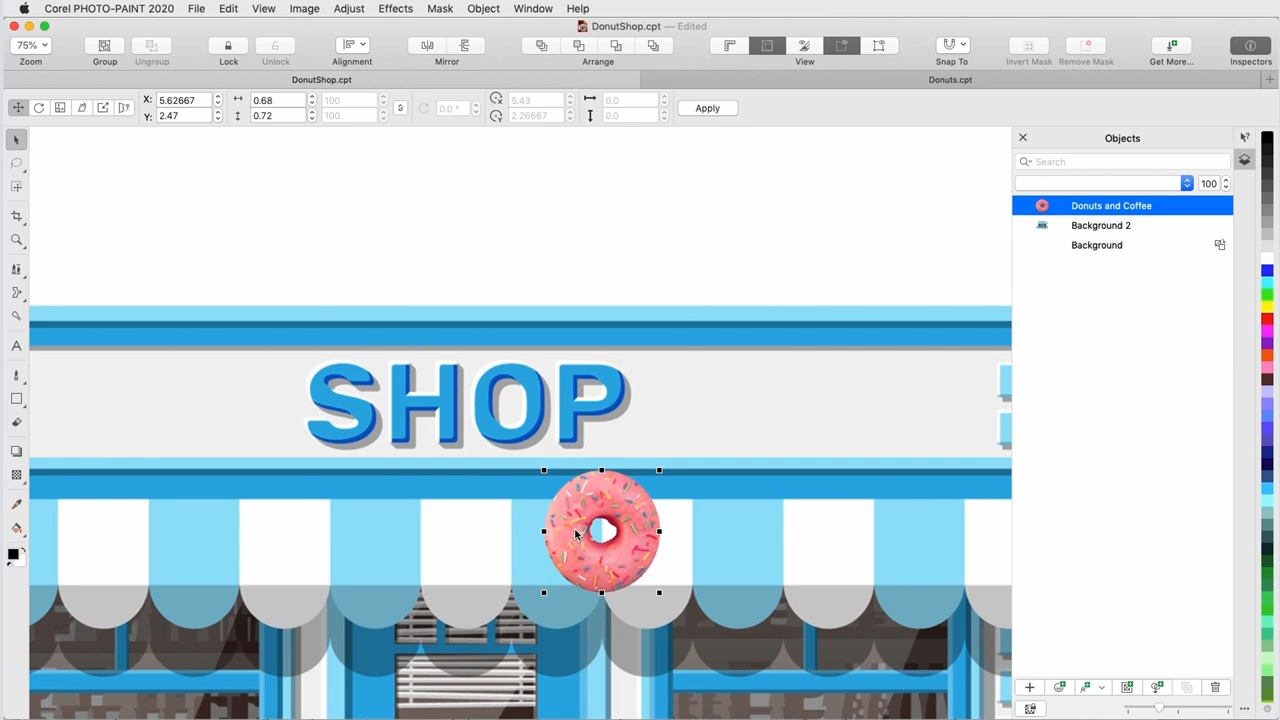 Corel PHOTO-PAINT 2020 File Edit View Image Adjust Effects Mask Object Window Help
DonutShop.cpt — Edited
75%
Zoom Group Ungroup Lock Unlock Alignment Mirror Arrange View Snap To Invert Mask Remove Mask Get More... Inspectors
DonutShop.cpt Donuts.cpt
X: 5.62667 0.68 100 5.43 0.0
0.0 ° Apply
Y: 2.47 0.72 100 2.26667 0.0
Objects
Search
100
Donuts and Coffee
Background 2
Background
SHOP